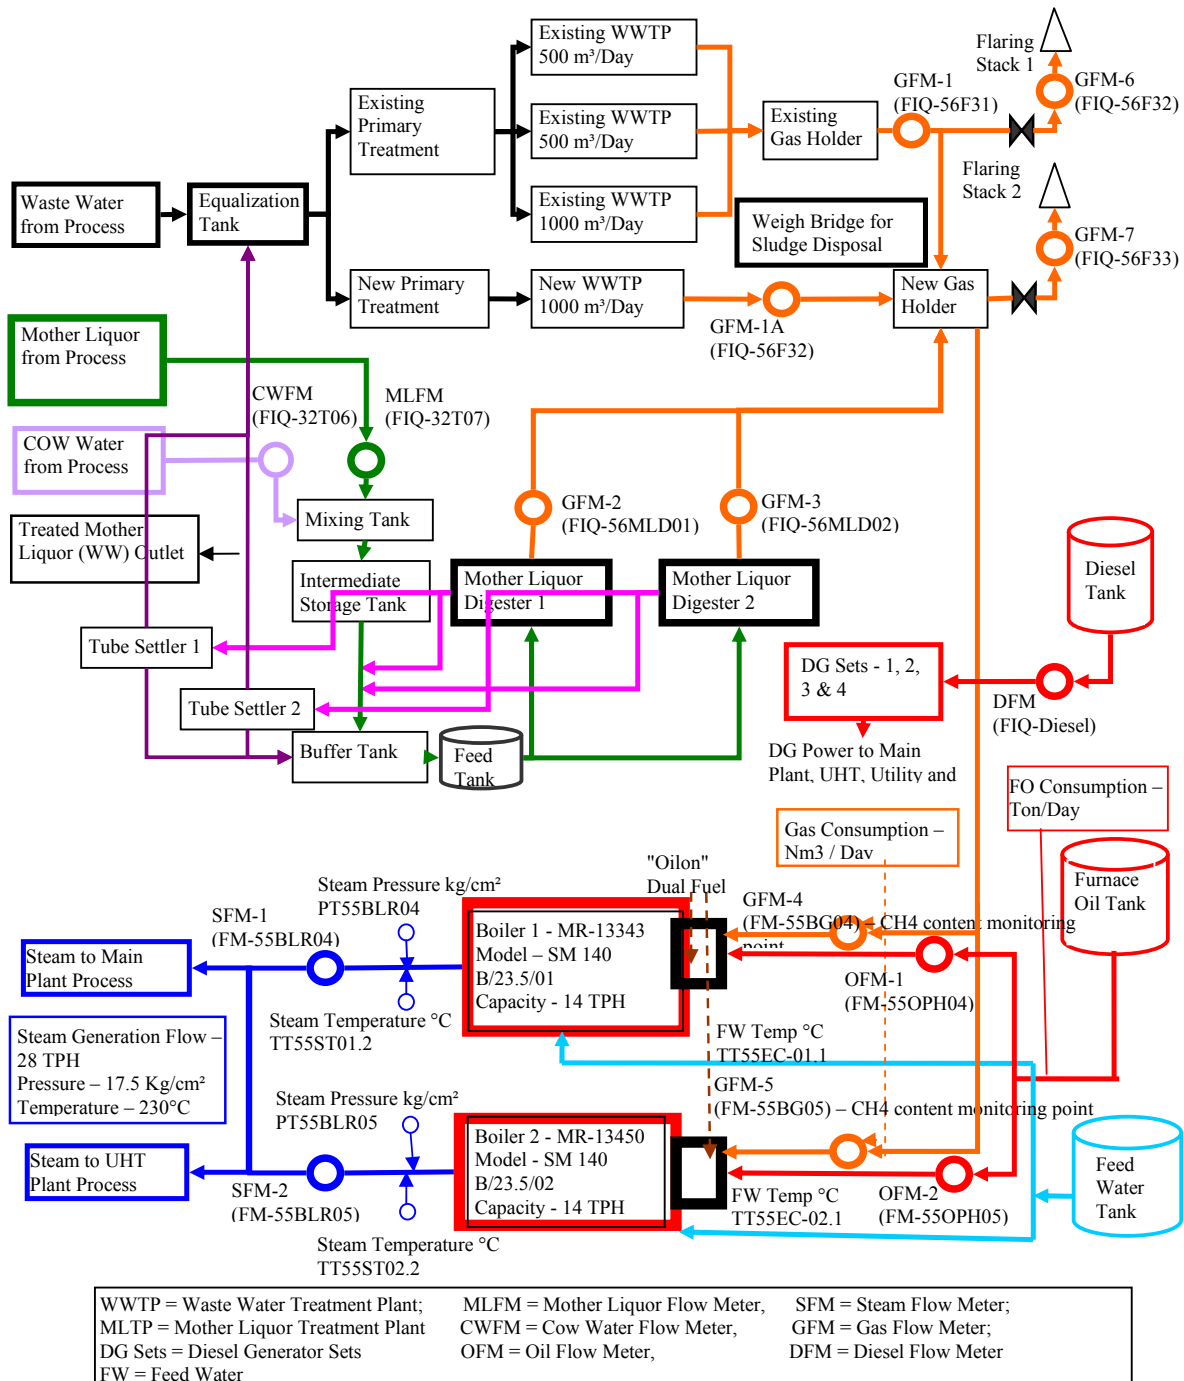 Existing WWTP
500 m³/Day
Flaring
Stack 1
GFM-1
(FIQ-56F31)
GFM-6
(FIQ-56F32)
Existing
Primary
Treatment
Existing WWTP
500 m³/Day
Existing
Gas Holder
Flaring
Stack 2
Waste Water
from Process
Equalization
Tank
Existing WWTP
1000 m³/Day
Weigh Bridge for
Sludge Disposal
GFM-7
(FIQ-56F33)
New Primary
Treatment
New WWTP
1000 m³/Day
New Gas
Holder
GFM-1A
(FIQ-56F32)
Mother Liquor
from Process
CWFM
(FIQ-32T06)
MLFM
(FIQ-32T07)
COW Water
from Process
Mixing Tank
GFM-2
(FIQ-56MLD01)
GFM-3
(FIQ-56MLD02)
Treated Mother
Liquor (WW) Outlet
Intermediate
Storage Tank
Mother Liquor
Digester 1
Mother Liquor
Digester 2
Diesel
Tank
Tube Settler 1
DG Sets - 1, 2,
3 & 4
Tube Settler 2
DFM
(FIQ-Diesel)
Buffer Tank
Feed
Tank
DG Power to Main
Plant, UHT, Utility and
FO Consumption –
Ton/Day
Gas Consumption –
Nm3 / Day
"Oilon"
Dual Fuel
Furnace
Oil Tank
Steam Pressure kg/cm²
PT55BLR04
SFM-1
(FM-55BLR04)
Boiler 1 - MR-13343
Model – SM 140
B/23.5/01
Capacity - 14 TPH
GFM-4
(FM-55BG04) – CH4 content monitoring
point
Steam to Main
Plant Process
OFM-1
(FM-55OPH04)
Steam Temperature °C
TT55ST01.2
Steam Generation Flow –
28 TPH
Pressure – 17.5 Kg/cm²
Temperature – 230°C
FW Temp °C
TT55EC-01.1
GFM-5
(FM-55BG05) – CH4 content monitoring point
Steam Pressure kg/cm²
PT55BLR05
Boiler 2 - MR-13450
Model - SM 140
B/23.5/02
Capacity - 14 TPH
Steam to UHT
Plant Process
SFM-2
(FM-55BLR05)
FW Temp °C
TT55EC-02.1
OFM-2
(FM-55OPH05)
Feed
Water
Tank
Steam Temperature °C
TT55ST02.2
WWTP = Waste Water Treatment Plant; MLFM = Mother Liquor Flow Meter, SFM = Steam Flow Meter;
MLTP = Mother Liquor Treatment Plant CWFM = Cow Water Flow Meter, GFM = Gas Flow Meter;
DG Sets = Diesel Generator Sets OFM = Oil Flow Meter, DFM = Diesel Flow Meter
FW = Feed Water